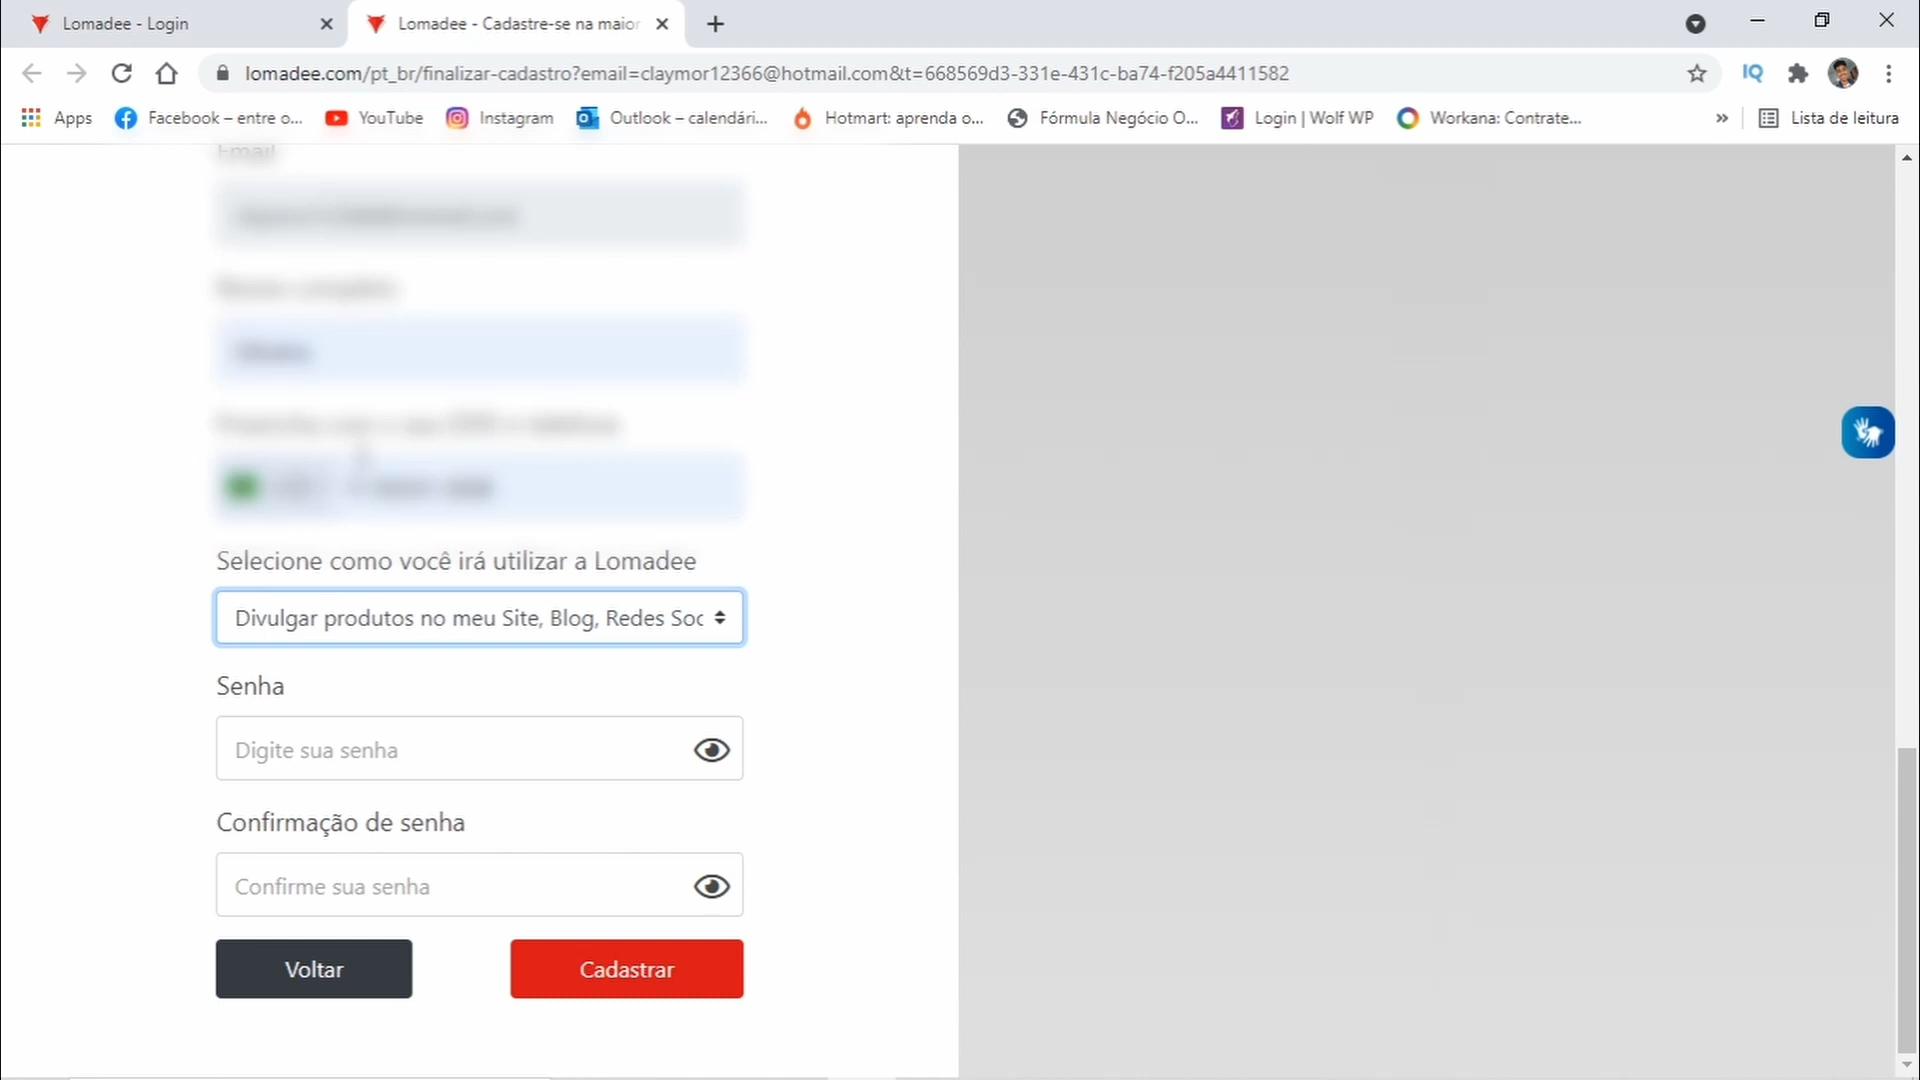 Lomadee - Login
Lomadee - Cadastre-se na maior
lomadee.com/pt_br/finalizar-cadastro?email=claymor12366@hotmail.com&t=668569d3-331e-431c-ba74-f205a4411582
IQ
Apps
Facebook – entre o...
YouTube
Instagram
Outlook – calendári...
Hotmart: aprenda o...
Fórmula Negócio O...
Login | Wolf WP
Workana: Contrate...
»
Lista de leitura
Email
Selecione como você irá utilizar a Lomadee
Divulgar produtos no meu Site, Blog, Redes Soc
Senha
Digite sua senha
Confirmação de senha
Confirme sua senha
Voltar
Cadastrar